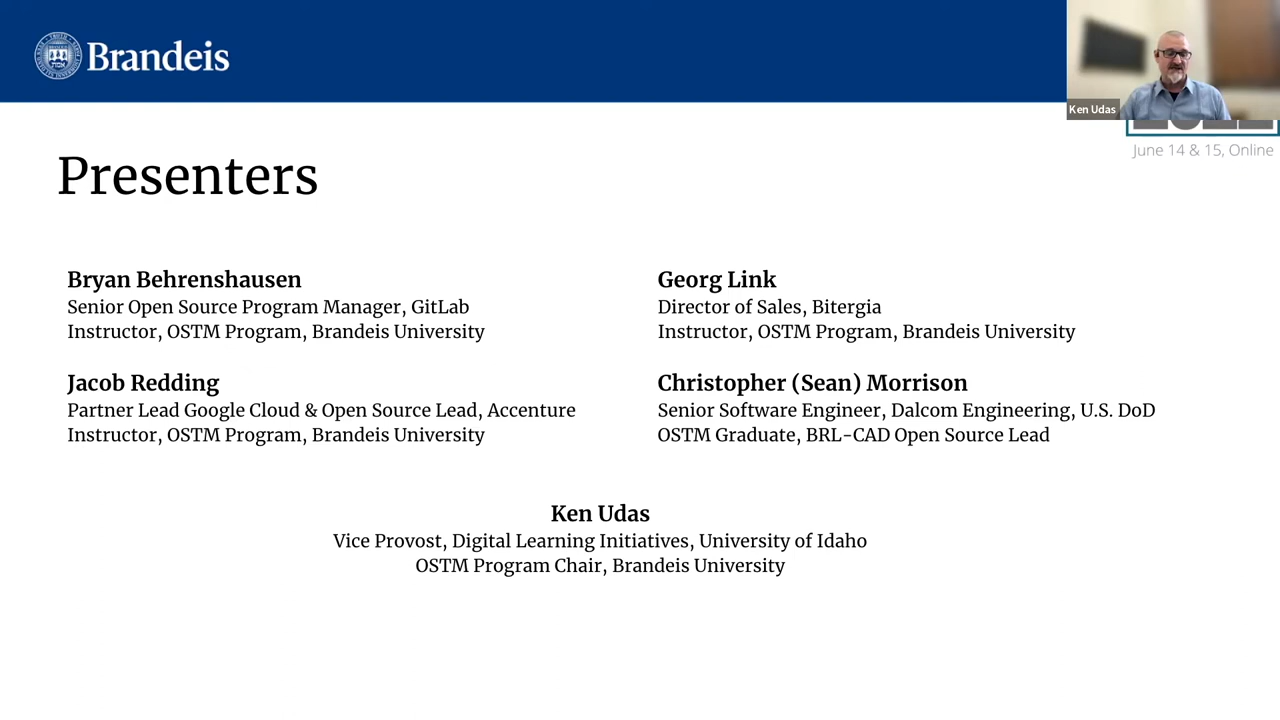 Brandeis
Ken Udas
June 14 & 15, Online
Presenters
Bryan Behrenshausen
Senior Open Source Program Manager, GitLab
Instructor, OSTM Program, Brandeis University
Georg Link
Director of Sales, Bitergia
Instructor, OSTM Program, Brandeis University
Jacob Redding
Partner Lead Google Cloud & Open Source Lead, Accenture
Instructor, OSTM Program, Brandeis University
Christopher (Sean) Morrison
Senior Software Engineer, Dalcom Engineering, U.S. DoD
OSTM Graduate, BRL-CAD Open Source Lead
Ken Udas
Vice Provost, Digital Learning Initiatives, University of Idaho
OSTM Program Chair, Brandeis University